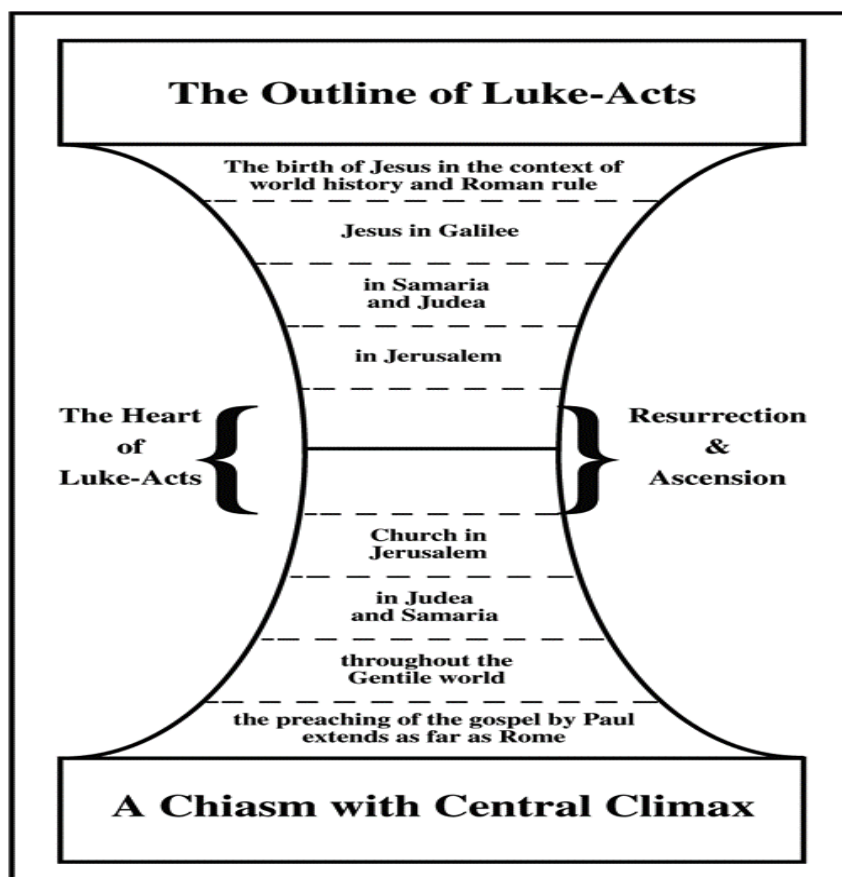 The Outline of Luke-Acts
The birth of Jesus in the context of
world history and Roman rule
Jesus in Galilee
in Samaria
and Judea
in Jerusalem
The Heart
of
Luke-Acts
Resurrection
&
Ascension
Church in
Jerusalem
in Judea
and Samaria
throughout the
Gentile world
the preaching of the gospel by Paul
extends as far as Rome
A Chiasm with Central Climax